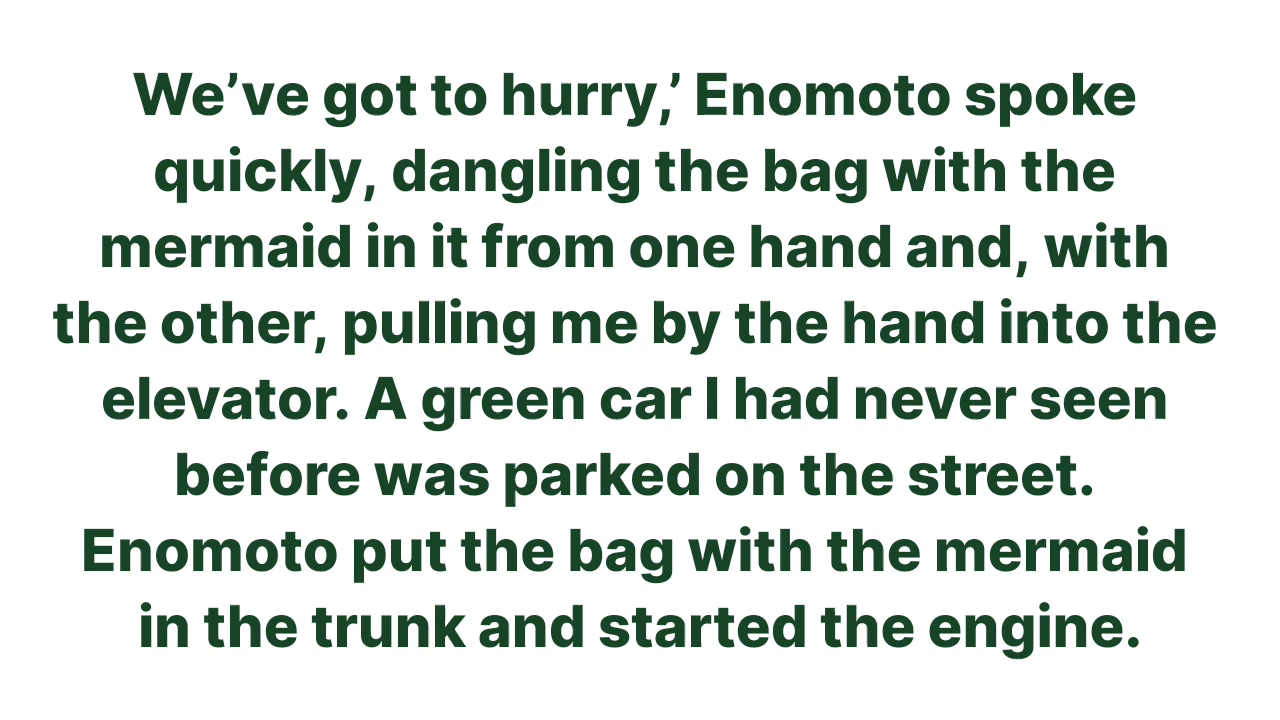 We’ve got to hurry,’ Enomoto spoke
quickly, dangling the bag with the
mermaid in it from one hand and, with
the other, pulling me by the hand into the
elevator. A green car I had never seen
before was parked on the street.
Enomoto put the bag with the mermaid
in the trunk and started the engine.